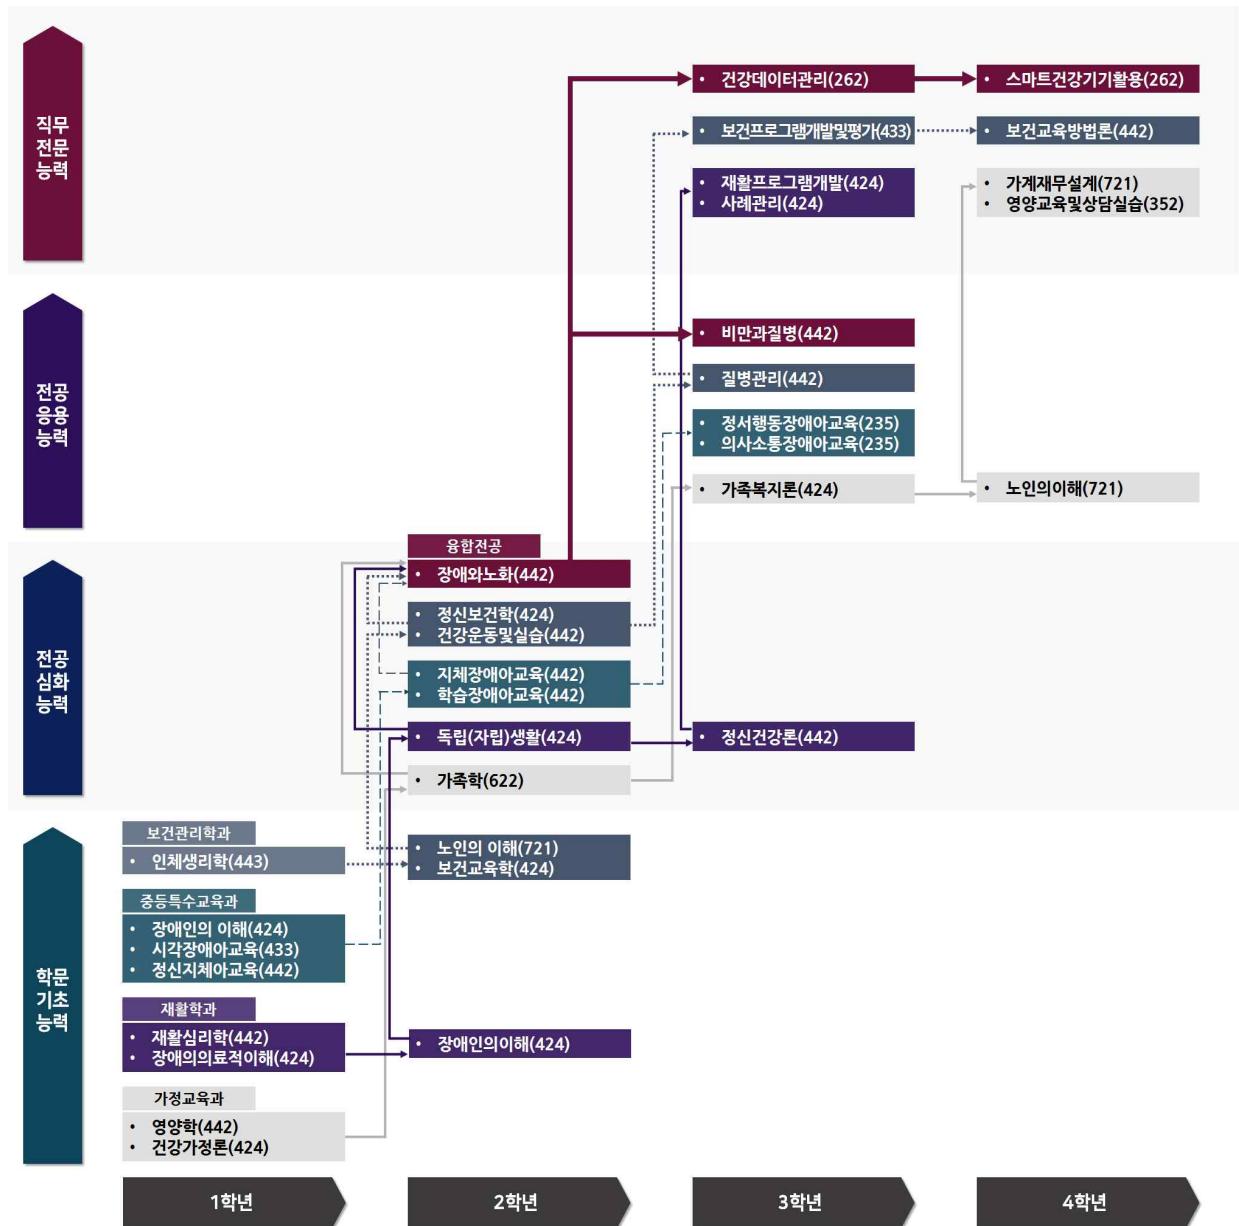 직무
전문
능력
• 건강데이터관리(262)
• 스마트건강기기활용(262)
• 보건프로그램개발및평가(433)
• 보건교육방법론(442)
• 재활프로그램개발(424)
• 사례관리(424)
• 가계재무설계(721)
• 영양교육및상담실습(352)
전공
응용
능력
• 비만과질병(442)
• 질병관리(442)
• 정서행동장애아교육(235)
• 의사소통장애아교육(235)
• 가족복지론(424)
• 노인의이해(721)
전공
심화
능력
융합전공
• 장애와노화(442)
• 정신보건학(424)
• 건강운동및실습(442)
• 지체장애아교육(442)
• 학습장애아교육(442)
• 독립(자립)생활(424)
• 정신건강론(442)
• 가족학(622)
학문
기초
능력
보건관리학과
• 인체생리학(443)
• 노인의 이해(721)
• 보건교육학(424)
중등특수교육과
• 장애인의 이해(424)
• 시각장애아교육(433)
• 정신지체아교육(442)
재활학과
• 재활심리학(442)
• 장애의의료적이해(424)
• 장애인의이해(424)
가정교육과
• 영양학(442)
• 건강가정론(424)
1학년
2학년
3학년
4학년